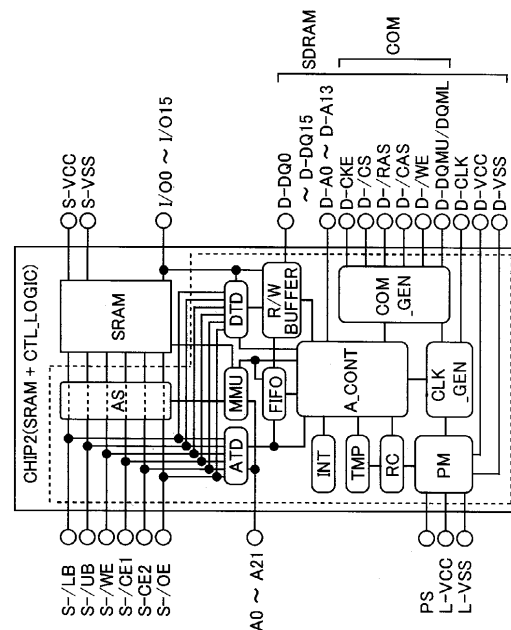 CHIP2(SRAM + CTL_LOGIC)
S-/LB
S-/UB
S-/WE
S-/CE1
S-CE2
S-/OE
A0 ~ A21
PS
L-VCC
L-VSS
AS
SRAM
ATD
MMU
DTD
FIFO
R/W
BUFFER
INT
TMP
RC
PM
A_CONT
COM
_GEN
CLK
_GEN
S-VCC
S-VSS
I/O0 ~ I/O15
D-DQ0
~ D-DQ15
D-A0 ~ D-A13
D-CKE
D-/CS
D-/RAS
D-/CAS
D-/WE
D-DQMU/DQML
D-CLK
D-VCC
D-VSS
SDRAM
COM